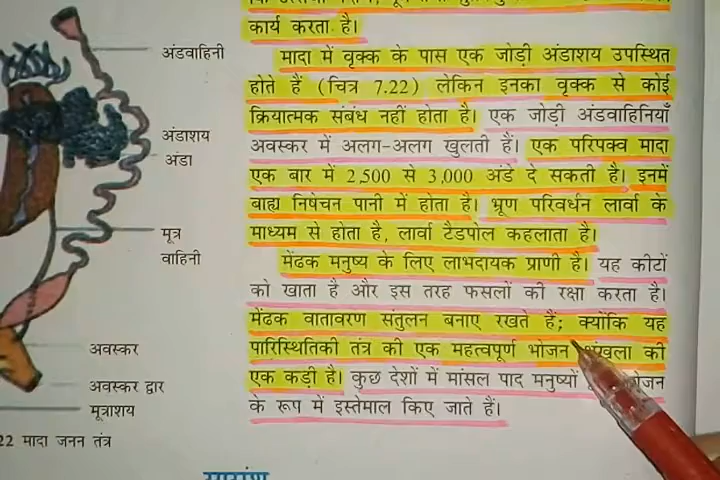 कार्य करता है।
मादा में वृक्क के पास एक जोड़ी अंडाशय उपस्थित
होते हैं (चित्र 7.22) लेकिन इनका वृक्क से कोई
क्रियात्मक संबंध नहीं होता है। एक जोड़ी अंडवाहिनियाँ
अवस्कर में अलग-अलग खुलती हैं। एक परिपक्व मादा
एक बार में 2,500 से 3,000 अंडे दे सकती है। इनमें
बाह्य निषेचन पानी में होता है। भ्रूण परिवर्धन लार्वा के
माध्यम से होता है, लार्वा टैडपोल कहलाता है।
मेंढक मनुष्य के लिए लाभदायक प्राणी है। यह कीटों
को खाता है और इस तरह फसलों की रक्षा करता है।
मेंढक वातावरण संतुलन बनाए रखते हैं; क्योंकि यह
पारिस्थितिकी तंत्र की एक महत्वपूर्ण भोजन की
एक कड़ी है। कुछ देशों में मांसल पाद मनुष्यों
के रूप में इस्तेमाल किए जाते हैं।
अंडवाहिनी
अंडाशय
अंडा
मूत्र
वाहिनी
अवस्कर
अवस्कर द्वार
मूत्राशय
22 मादा जनन तंत्र